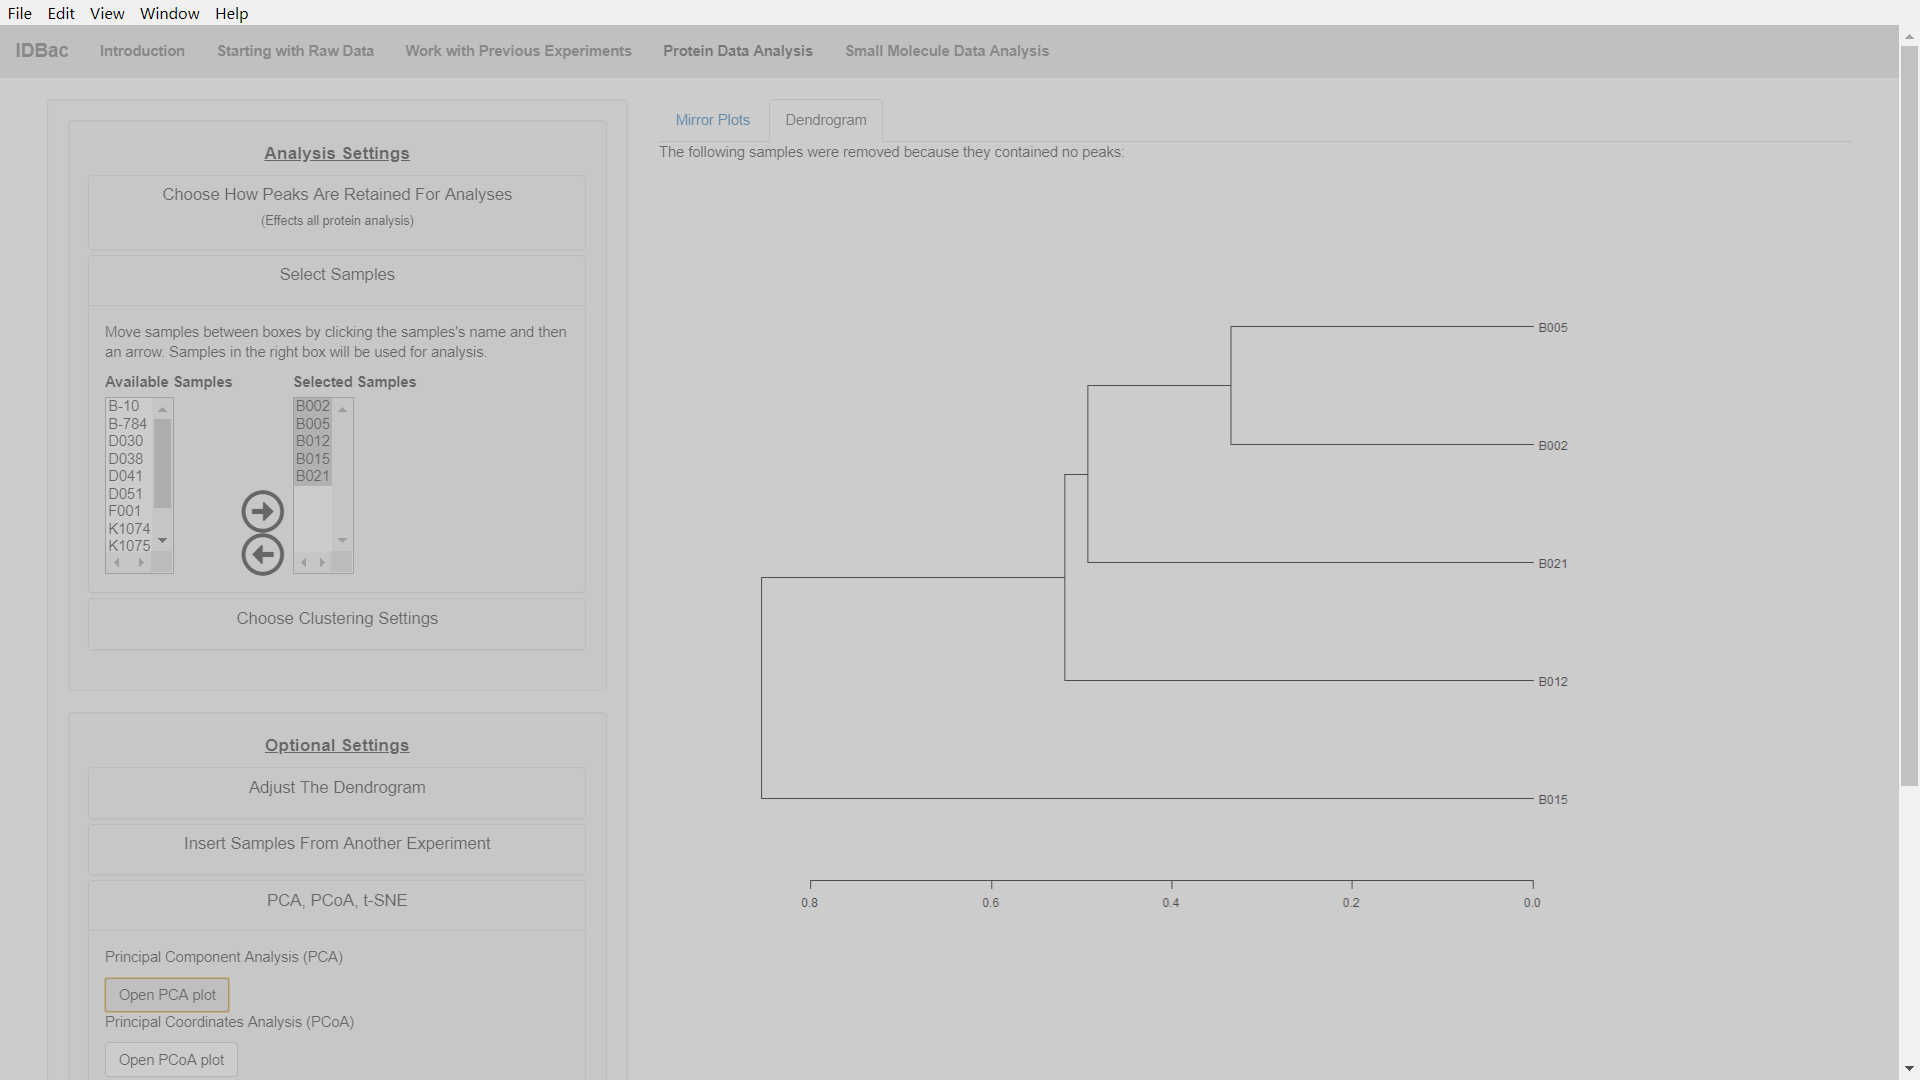 File Edit View Window Help
IDBac Introduction Starting with Raw Data Work with Previous Experiments Protein Data Analysis Small Molecule Data Analysis
Analysis Settings
Choose How Peaks Are Retained For Analyses
(Effects all protein analysis)
Select Samples
Move samples between boxes by clicking the samples's name and then
an arrow. Samples in the right box will be used for analysis.
Available Samples
B-10
B-784
D030
D038
D041
D051
F001
K1074
K1075
Selected Samples
B002
B005
B012
B015
B021
Choose Clustering Settings
Optional Settings
Adjust The Dendrogram
Insert Samples From Another Experiment
PCA, PCoA, t-SNE
Principal Component Analysis (PCA)
Open PCA plot
Principal Coordinates Analysis (PCoA)
Open PCoA plot
Mirror Plots Dendrogram
The following samples were removed because they contained no peaks:
B005
B002
B021
B012
B015
0.8 0.6 0.4 0.2 0.0